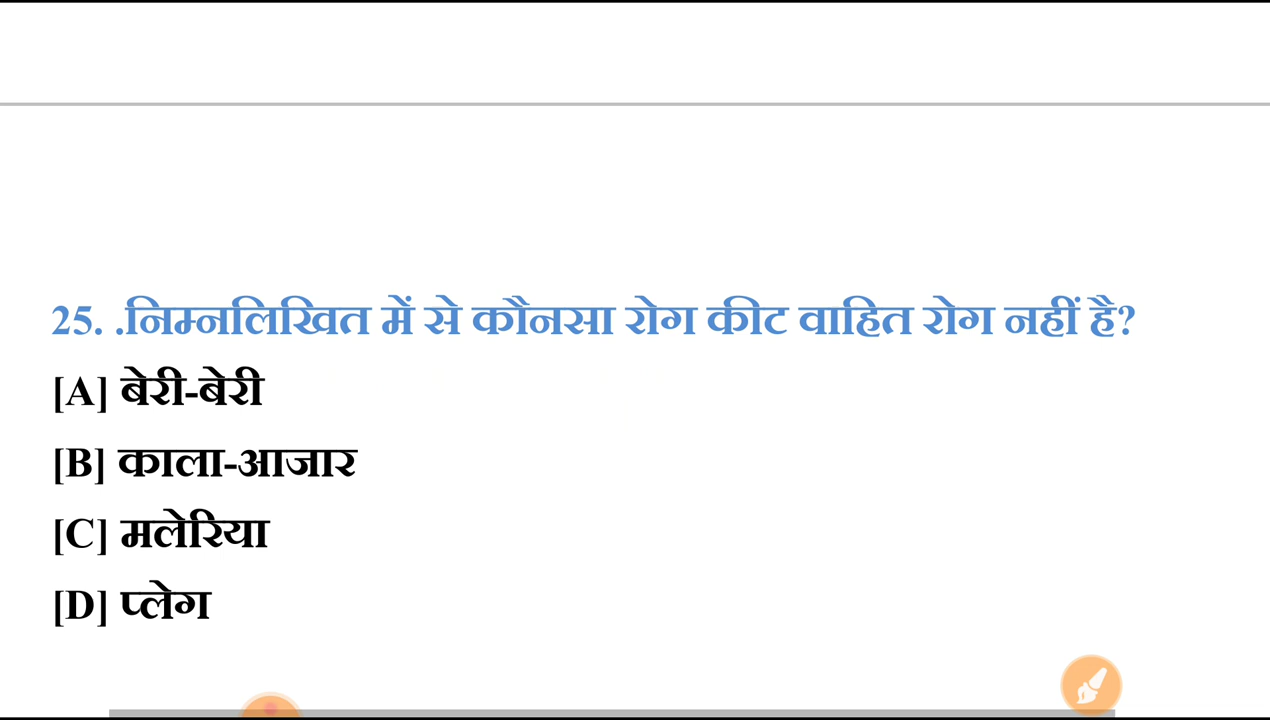 25. .निम्नलिखित में से कौनसा रोग कीट वाहित रोग नहीं है?
[A] बेरी-बेरी
[B] काला-आजार
[C] मलेरिया
[D] प्लेग